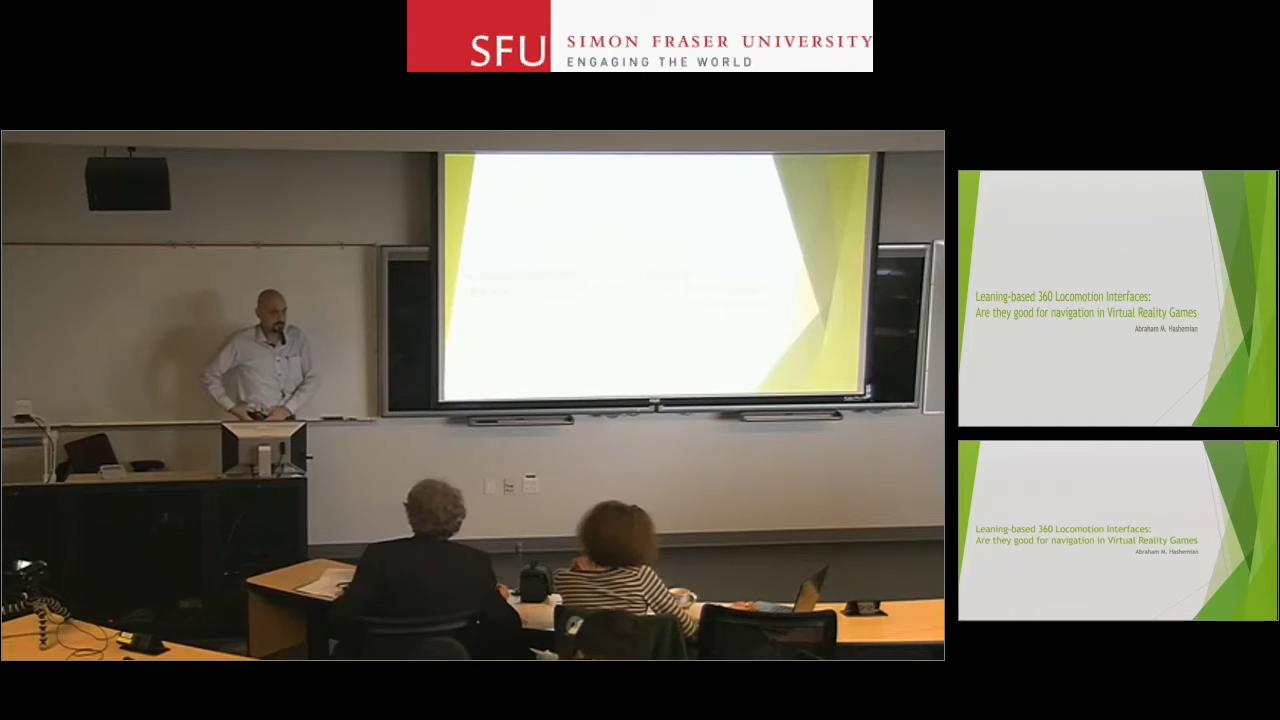 SFU
SIMON FRASER UNIVERSITY
ENGAGING THE WORLD
Leaning-based 360 Locomotion Interfaces:
Are they good for navigation in Virtual Reality Games
Abraham M. Hashemian
Leaning-based 360 Locomotion Interfaces:
Are they good for navigation in Virtual Reality Games
Abraham M. Hashemian